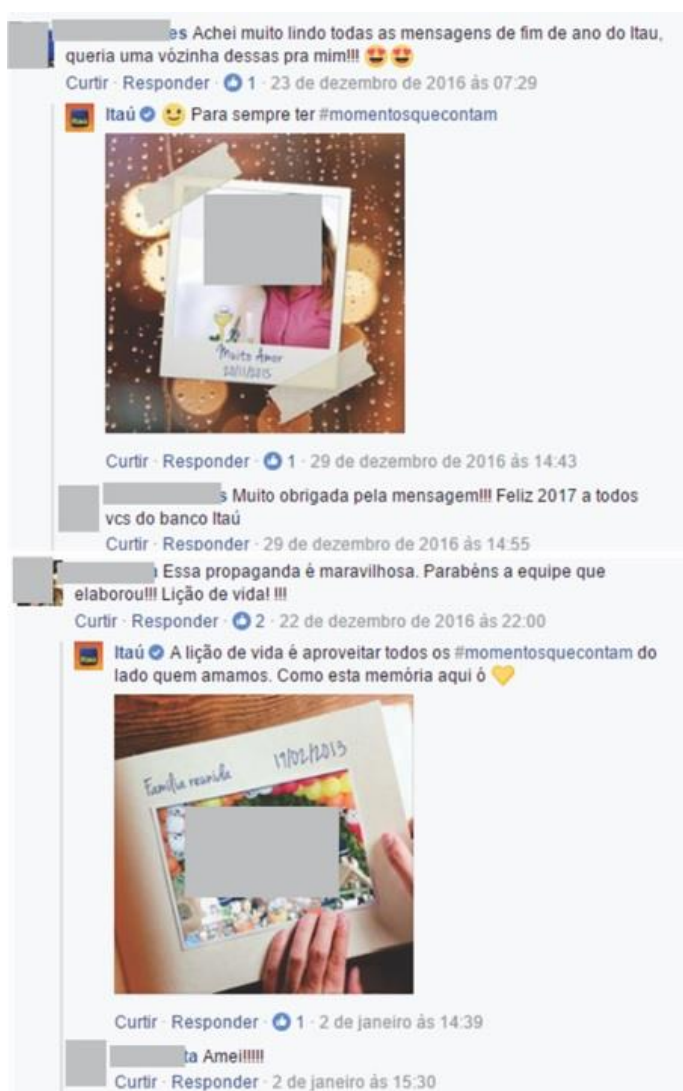 es Achei muito lindo todas as mensagens de fim de ano do Itau,
queria uma vózinha dessas pra mim!!! 😍 😍
Curtir · Responder · 1 · 23 de dezembro de 2016 às 07:29
Itaú 🙂 Para sempre ter #momentosquecontam
Muito Amor
20/11/2015
Curtir · Responder · 1 · 29 de dezembro de 2016 às 14:43
s Muito obrigada pela mensagem!!! Feliz 2017 a todos
vcs do banco Itaú
Curtir · Responder · 29 de dezembro de 2016 às 14:55
Essa propaganda é maravilhosa. Parabéns a equipe que
elaborou!!! Lição de vida! !!!
Curtir · Responder · 2 · 22 de dezembro de 2016 às 22:00
Itaú A lição de vida é aproveitar todos os #momentosquecontam do
lado quem amamos. Como esta memória aqui ó 💛
Família reunida 19/02/2013
Curtir · Responder · 1 · 2 de janeiro às 14:39
ta Amei!!!!!
Curtir · Responder · 2 de janeiro às 15:30